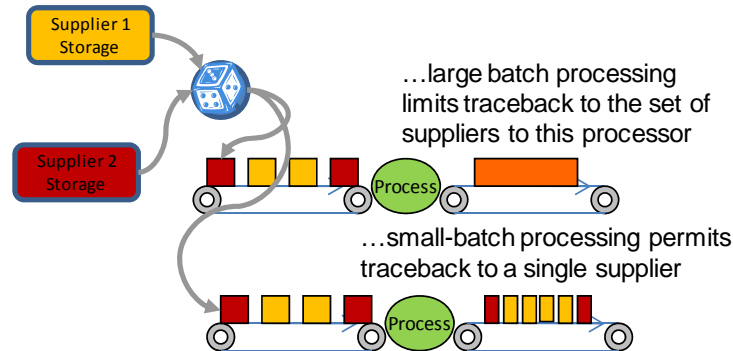 Supplier 1
Storage
Supplier 2
Storage
…large batch processing
limits traceback to the set of
suppliers to this processor
Process
…small-batch processing permits
traceback to a single supplier
Process